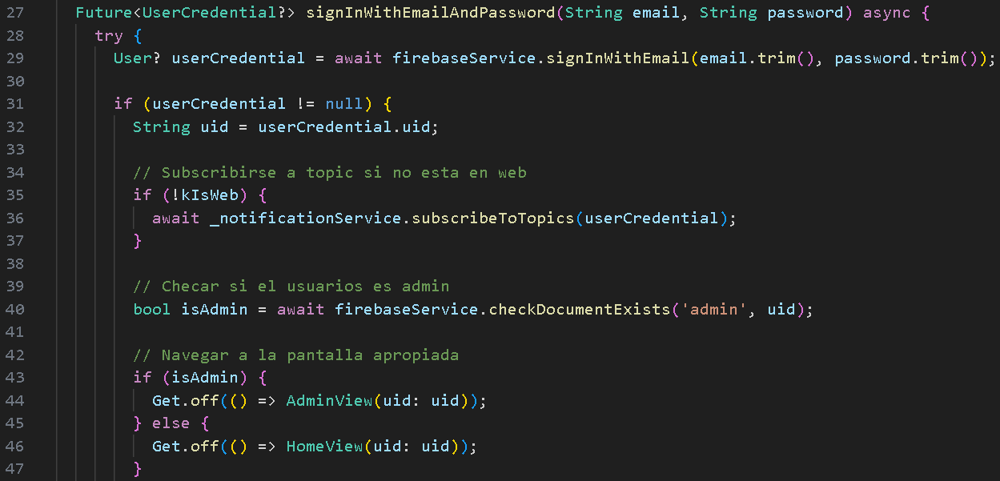 27 Future<UserCredential?> signInWithEmailAndPassword(String email, String password) async {
28 try {
29 User? userCredential = await firebaseService.signInWithEmail(email.trim(), password.trim());
30
31 if (userCredential != null) {
32 String uid = userCredential.uid;
33
34 // Subscribirse a topic si no esta en web
35 if (!kIsWeb) {
36 await _notificationService.subscribeToTopics(userCredential);
37 }
38
39 // Checar si el usuarios es admin
40 bool isAdmin = await firebaseService.checkDocumentExists('admin', uid);
41
42 // Navegar a la pantalla apropiada
43 if (isAdmin) {
44 Get.off(() => AdminView(uid: uid));
45 } else {
46 Get.off(() => HomeView(uid: uid));
47 }